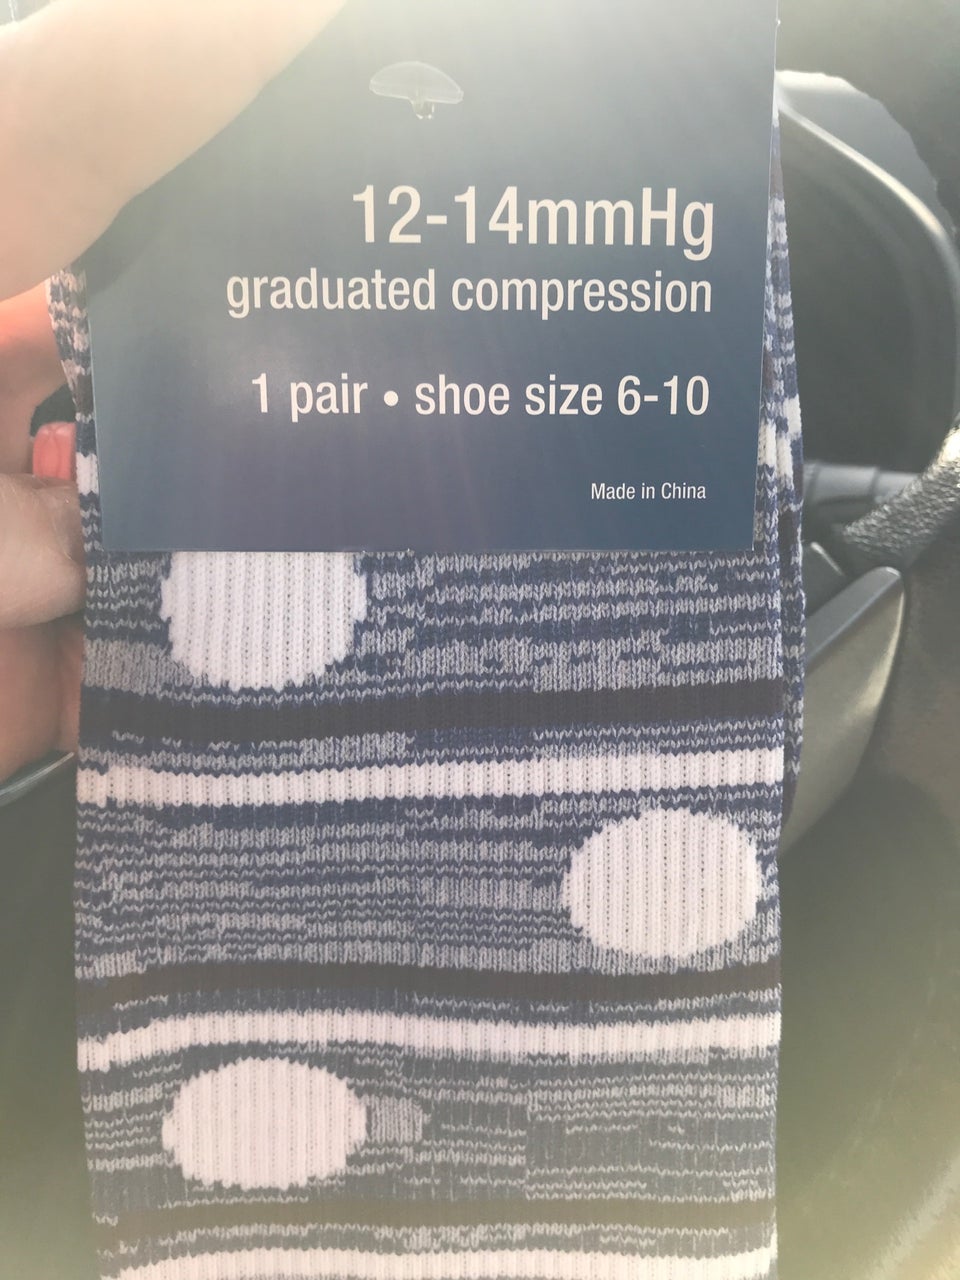 12-14mmHg
graduated compression
1 pair • shoe size 6-10
Made in China